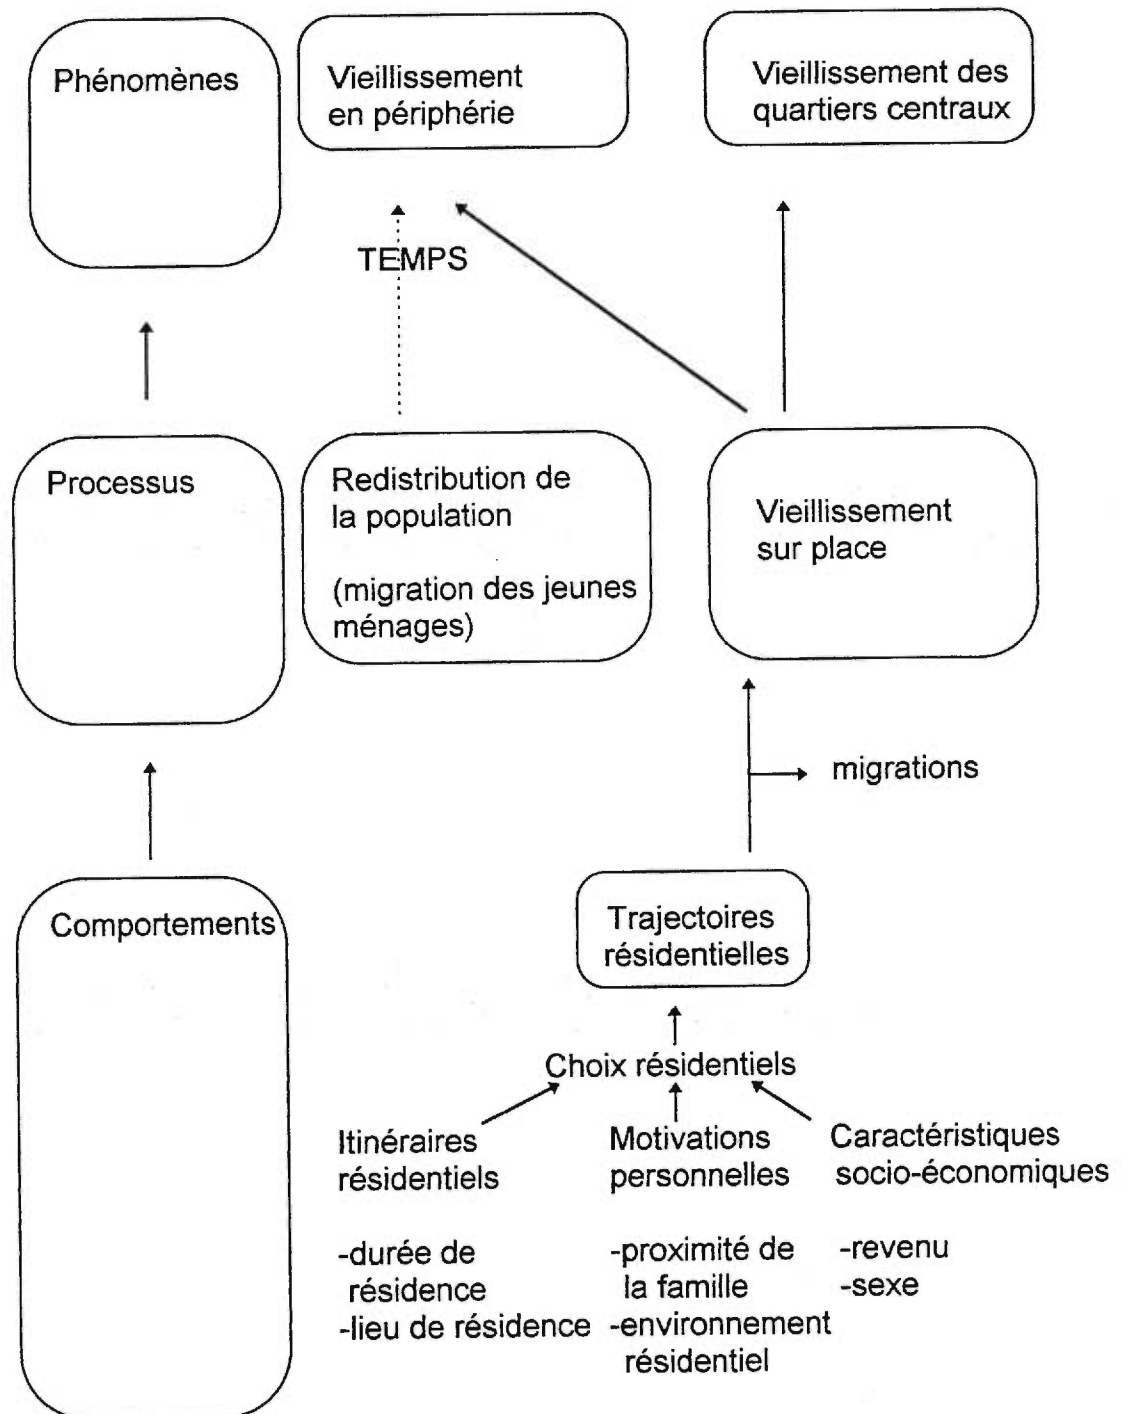 Phénomènes
Vieillissement
en périphérie
Vieillissement des
quartiers centraux
TEMPS
Processus
Redistribution de
la population
(migration des jeunes
ménages)
Vieillissement
sur place
migrations
Comportements
Trajectoires
résidentielles
Choix résidentiels
Itinéraires
résidentiels
-durée de
résidence
-lieu de résidence
Motivations
personnelles
-proximité de
la famille
-environnement
résidentiel
Caractéristiques
socio-économiques
-revenu
-sexe